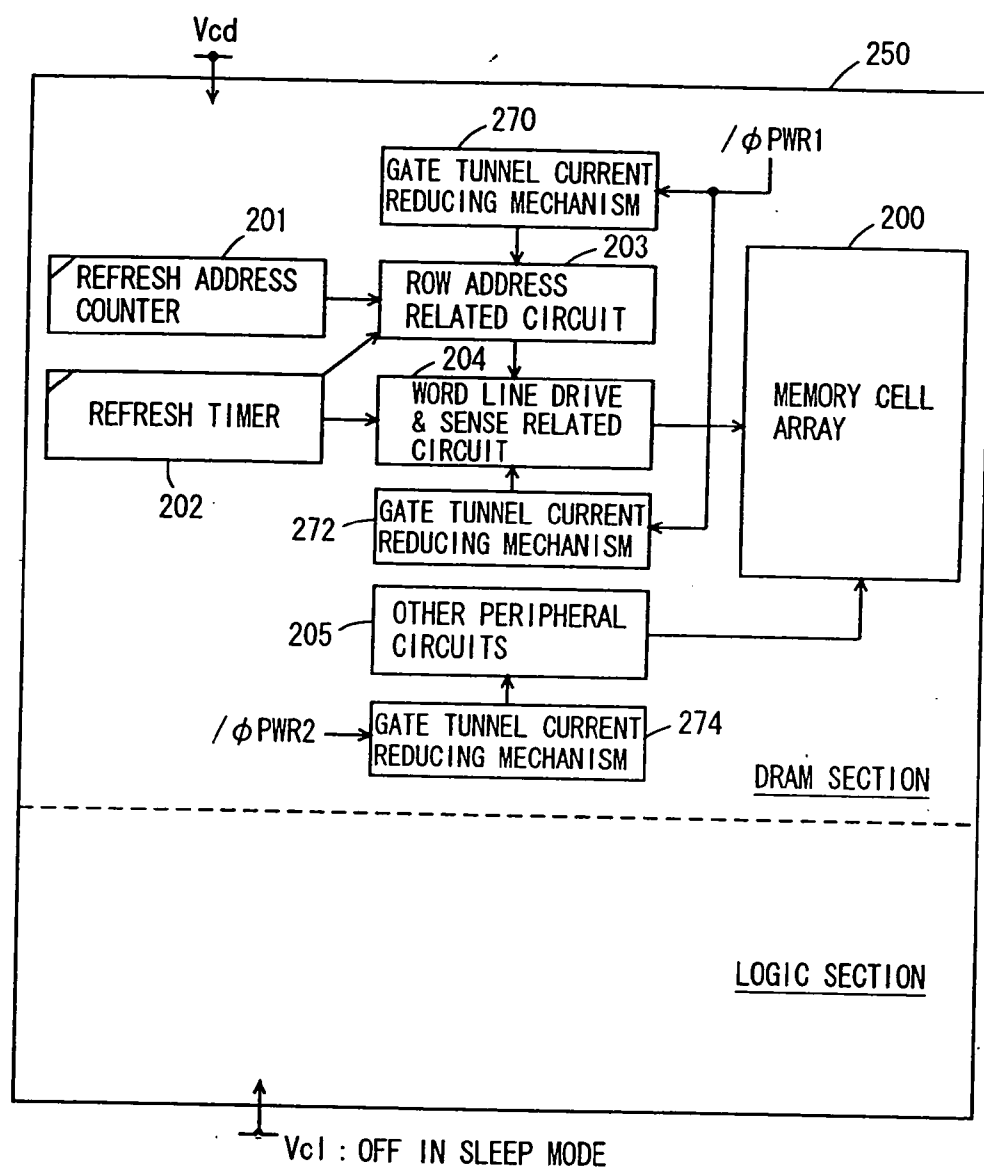 Vcd
250
270
/φPWR1
GATE TUNNEL CURRENT
REDUCING MECHANISM
201
203
200
REFRESH ADDRESS
COUNTER
ROW ADDRESS
RELATED CIRCUIT
204
REFRESH TIMER
WORD LINE DRIVE
& SENSE RELATED
CIRCUIT
MEMORY CELL
ARRAY
202
272
GATE TUNNEL CURRENT
REDUCING MECHANISM
205
OTHER PERIPHERAL
CIRCUITS
/φPWR2
GATE TUNNEL CURRENT
REDUCING MECHANISM
274
DRAM SECTION
LOGIC SECTION
Vcl : OFF IN SLEEP MODE